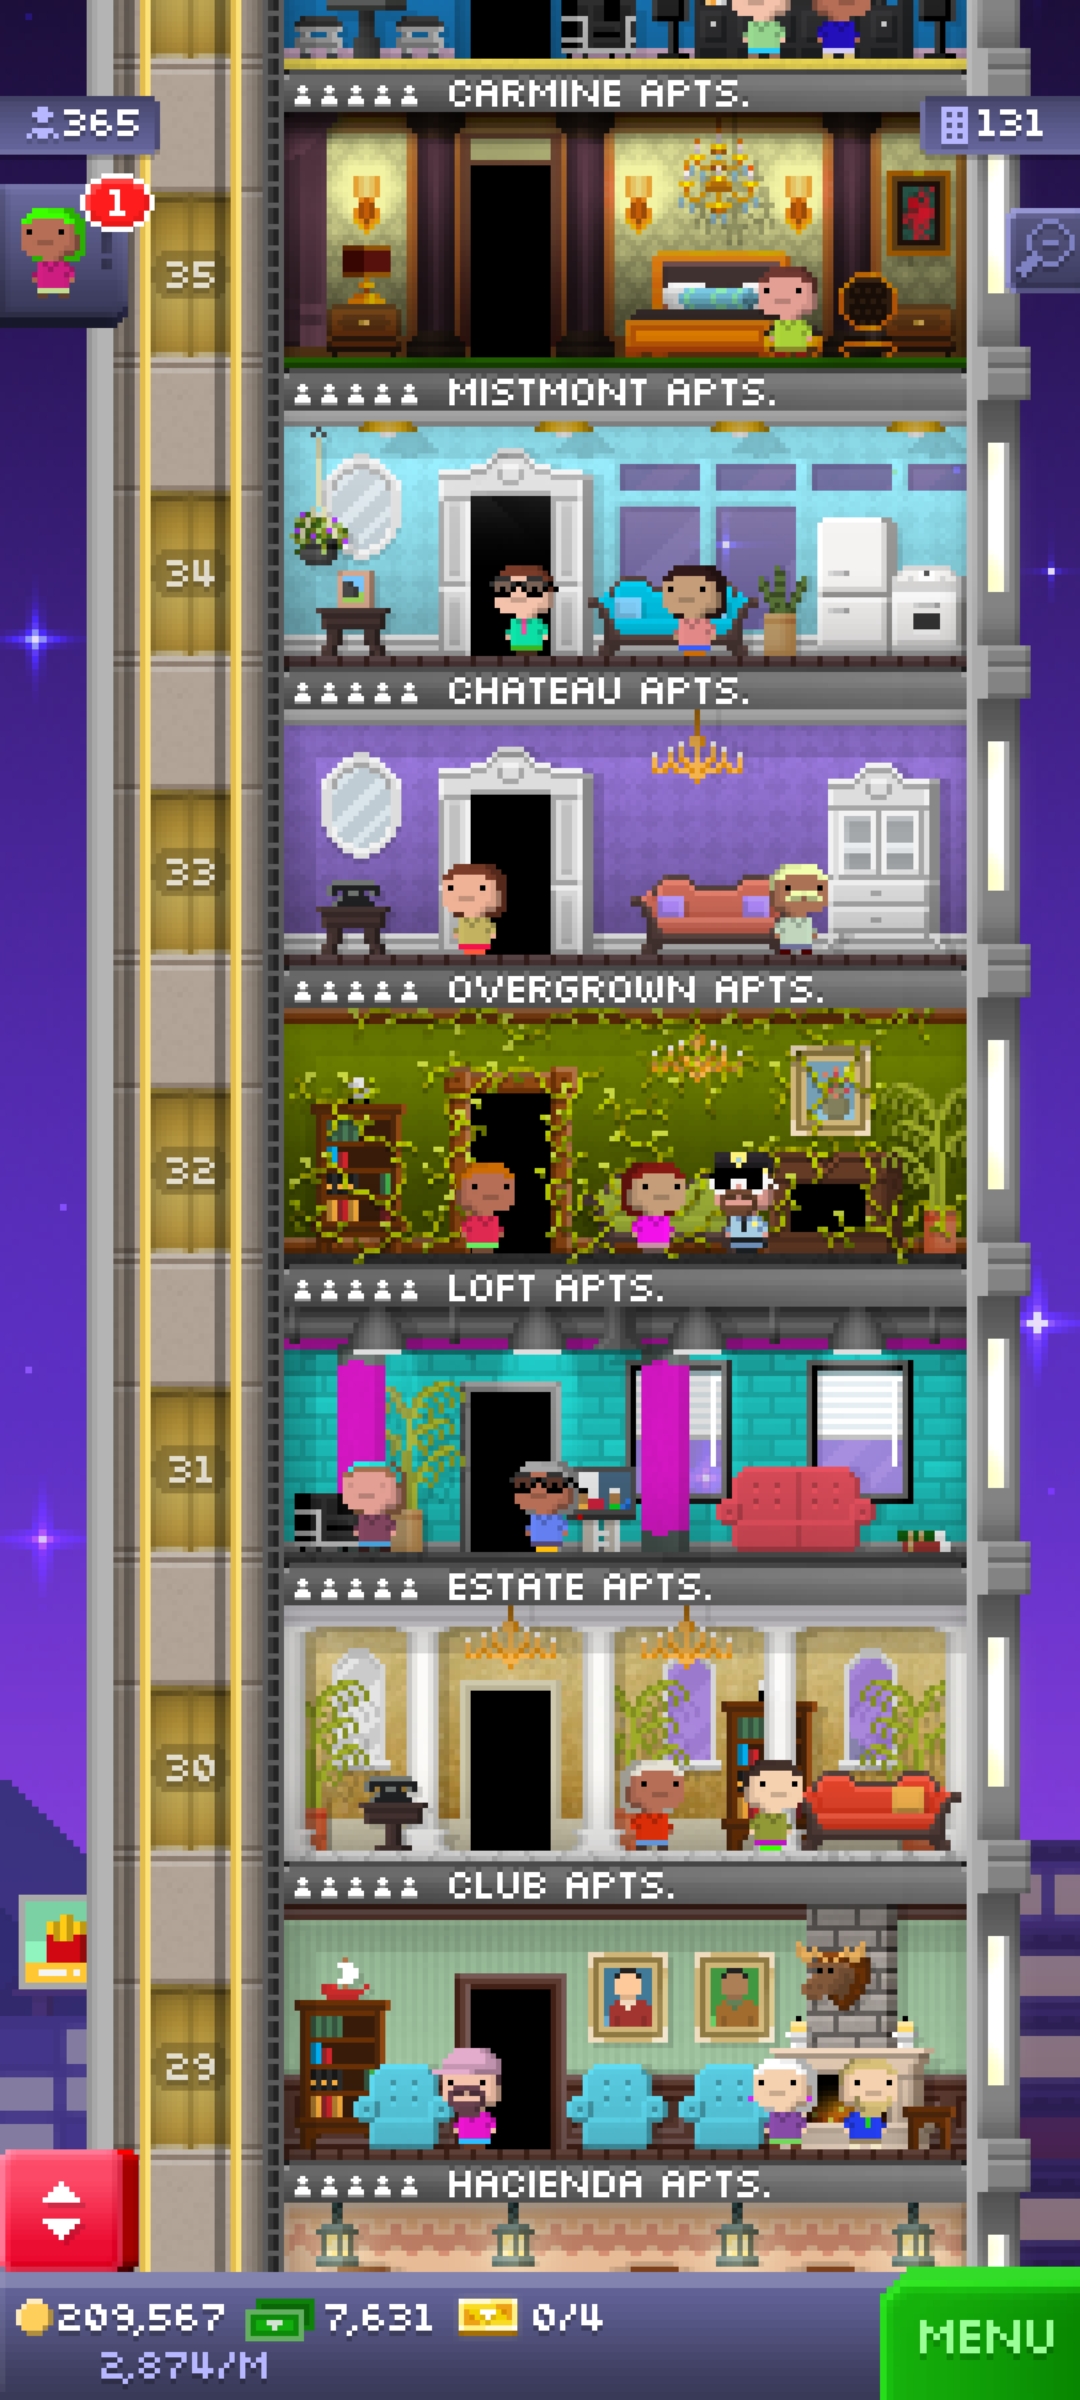 CARMINE APTS.
365
131
1
35
MISTMONT APTS.
34
CHATEAU APTS.
33
OVERGROWN APTS.
32
LOFT APTS.
31
ESTATE APTS.
30
CLUB APTS.
29
HACIENDA APTS.
209,567 7,631 0/4
2,874/M
MENU